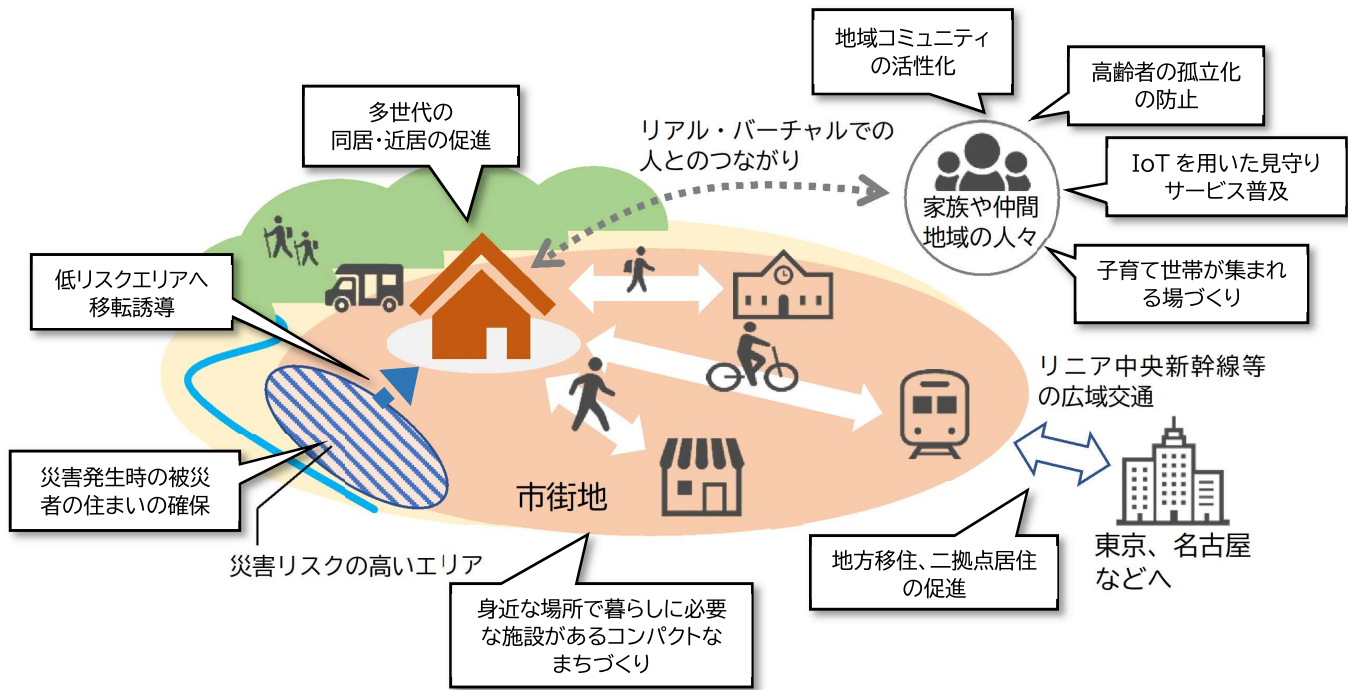 地域コミュニティ
の活性化
高齢者の孤立化
の防止
多世代の
同居・近居の促進
リアル・バーチャルでの
人とのつながり
IoTを用いた見守り
サービス普及
家族や仲間
地域の人々
子育て世帯が集まれ
る場づくり
低リスクエリアへ
移転誘導
リニア中央新幹線等
の広域交通
災害発生時の被災
者の住まいの確保
市街地
災害リスクの高いエリア
東京、名古屋
などへ
地方移住、二拠点居住
の促進
身近な場所で暮らしに必要
な施設があるコンパクトな
まちづくり